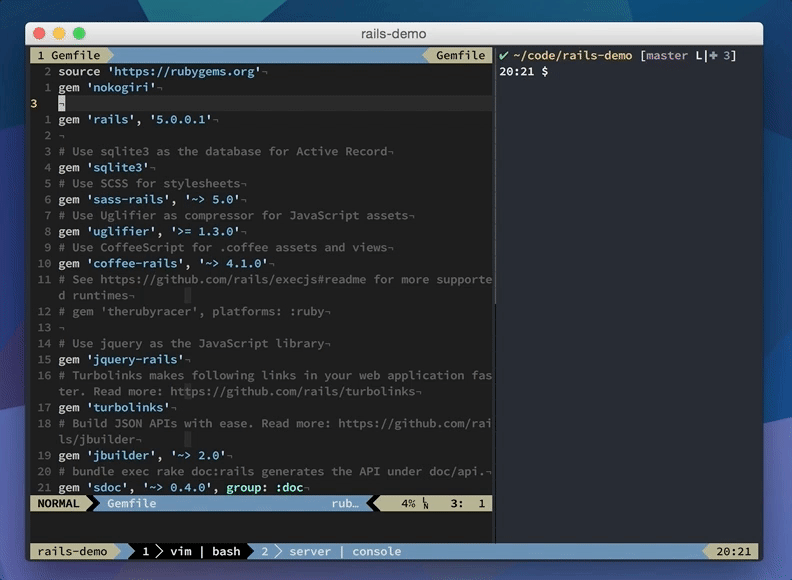 rails-demo
1 Gemfile
Gemfile
2 source 'https://rubygems.org'¬
1 gem 'nokogiri'¬
3 ¬
1 gem 'rails', '5.0.0.1'¬
2 ¬
3 # Use sqlite3 as the database for Active Record¬
4 gem 'sqlite3'¬
5 # Use SCSS for stylesheets¬
6 gem 'sass-rails', '~> 5.0'¬
7 # Use Uglifier as compressor for JavaScript assets¬
8 gem 'uglifier', '>= 1.3.0'¬
9 # Use CoffeeScript for .coffee assets and views¬
10 gem 'coffee-rails', '~> 4.1.0'¬
11 # See https://github.com/rails/execjs#readme for more supporte
d runtimes¬
12 # gem 'therubyracer', platforms: :ruby¬
13 ¬
14 # Use jquery as the JavaScript library¬
15 gem 'jquery-rails'¬
16 # Turbolinks makes following links in your web application fas
ter. Read more: https://github.com/rails/turbolinks¬
17 gem 'turbolinks'¬
18 # Build JSON APIs with ease. Read more: https://github.com/rai
ls/jbuilder¬
19 gem 'jbuilder', '~> 2.0'¬
20 # bundle exec rake doc:rails generates the API under doc/api.¬
21 gem 'sdoc', '~> 0.4.0', group: :doc¬
NORMAL Gemfile rub… 4% ␤ 3: 1
✔ ~/code/rails-demo [master L|✚ 3]
20:21 $
rails-demo 1 vim | bash 2 server | console 20:21